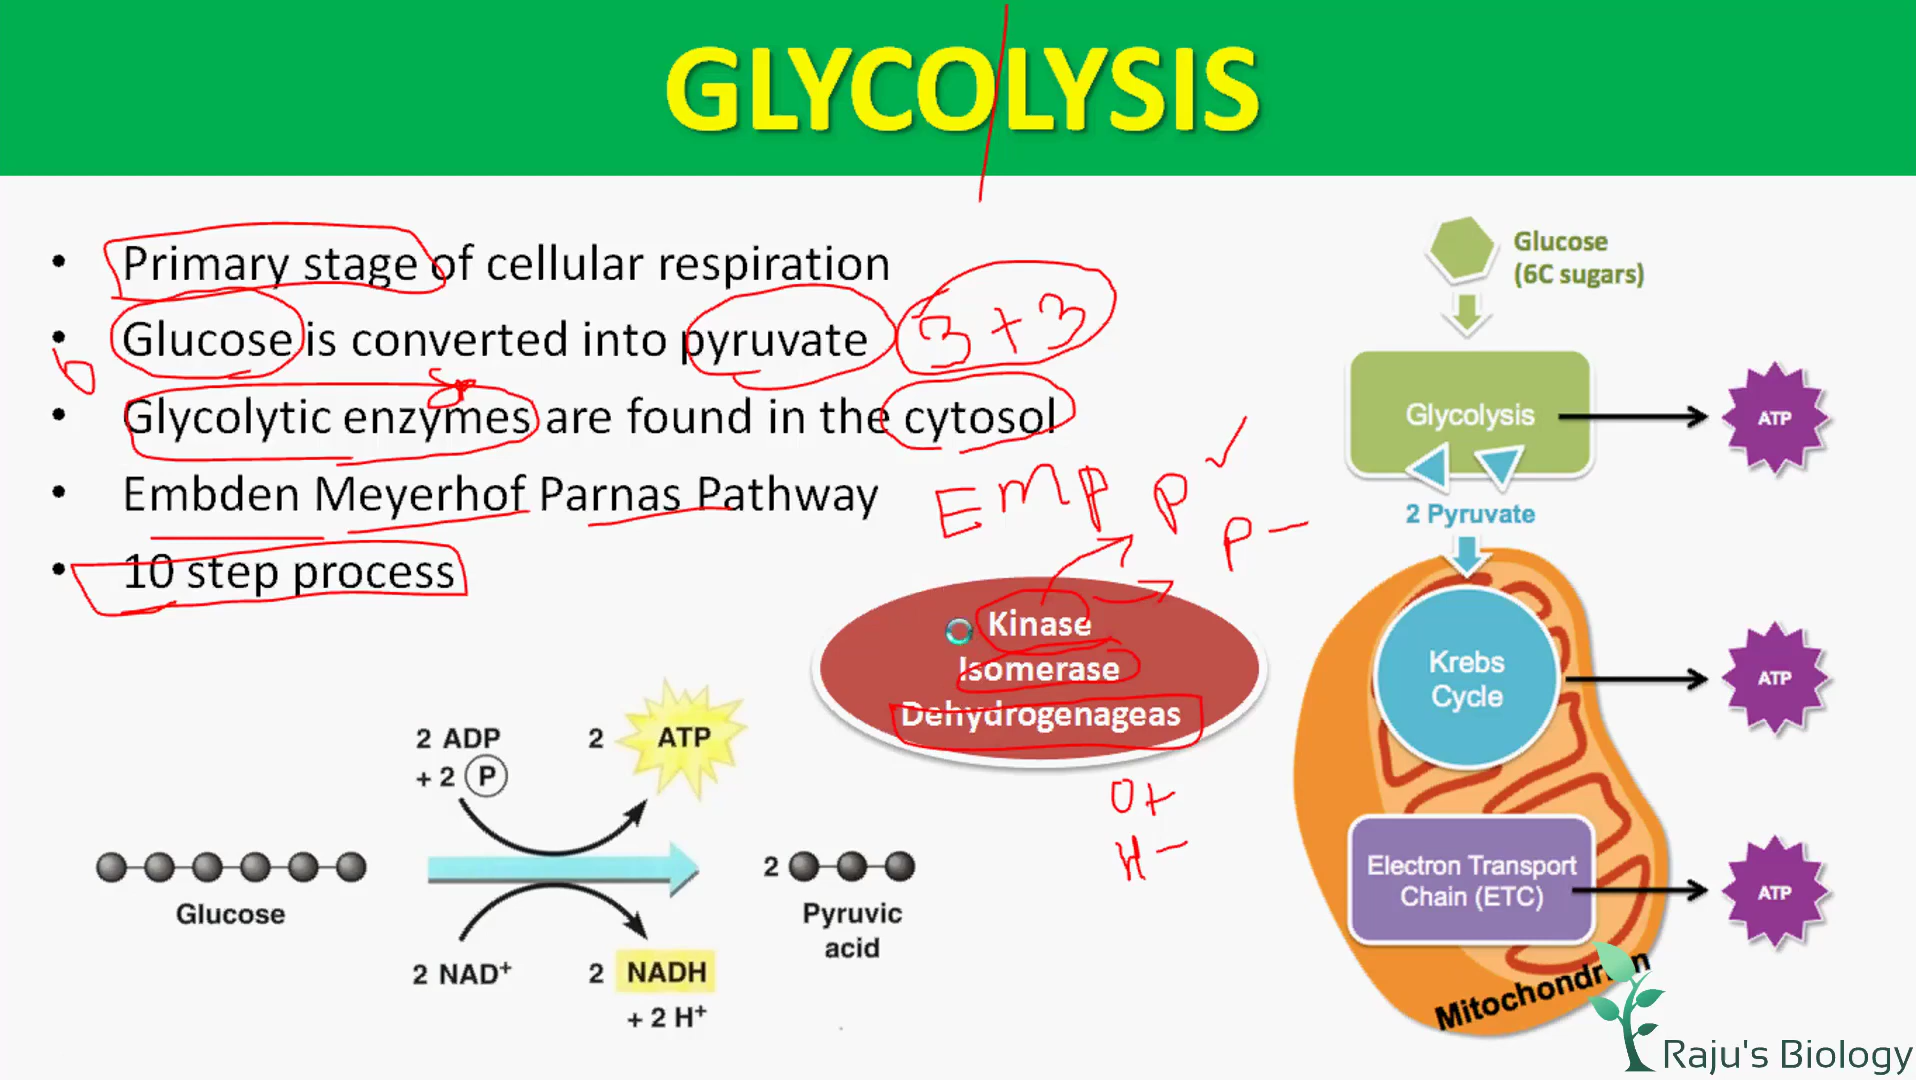 GLYCOLYSIS
• Primary stage of cellular respiration
• Glucose is converted into pyruvate
3 + 3
6
• Glycolytic enzymes are found in the cytosol
• Embden Meyerhof Parnas Pathway
EMP P ✓
P –
• 10 step process
Kinase
Isomerase
Dehydrogenageas
O +
H –
2 ADP
+ 2 P
2 ATP
Glucose
2
Pyruvic
acid
2 NAD+
2 NADH
+ 2 H+
Glucose
(6C sugars)
Glycolysis
ATP
2 Pyruvate
Krebs
Cycle
ATP
Electron Transport
Chain (ETC)
ATP
Raju's Biology